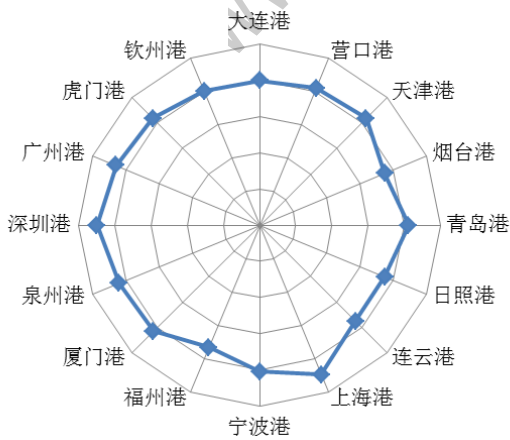 大连港
营口港
天津港
烟台港
青岛港
日照港
连云港
上海港
宁波港
福州港
厦门港
泉州港
深圳港
广州港
虎门港
钦州港